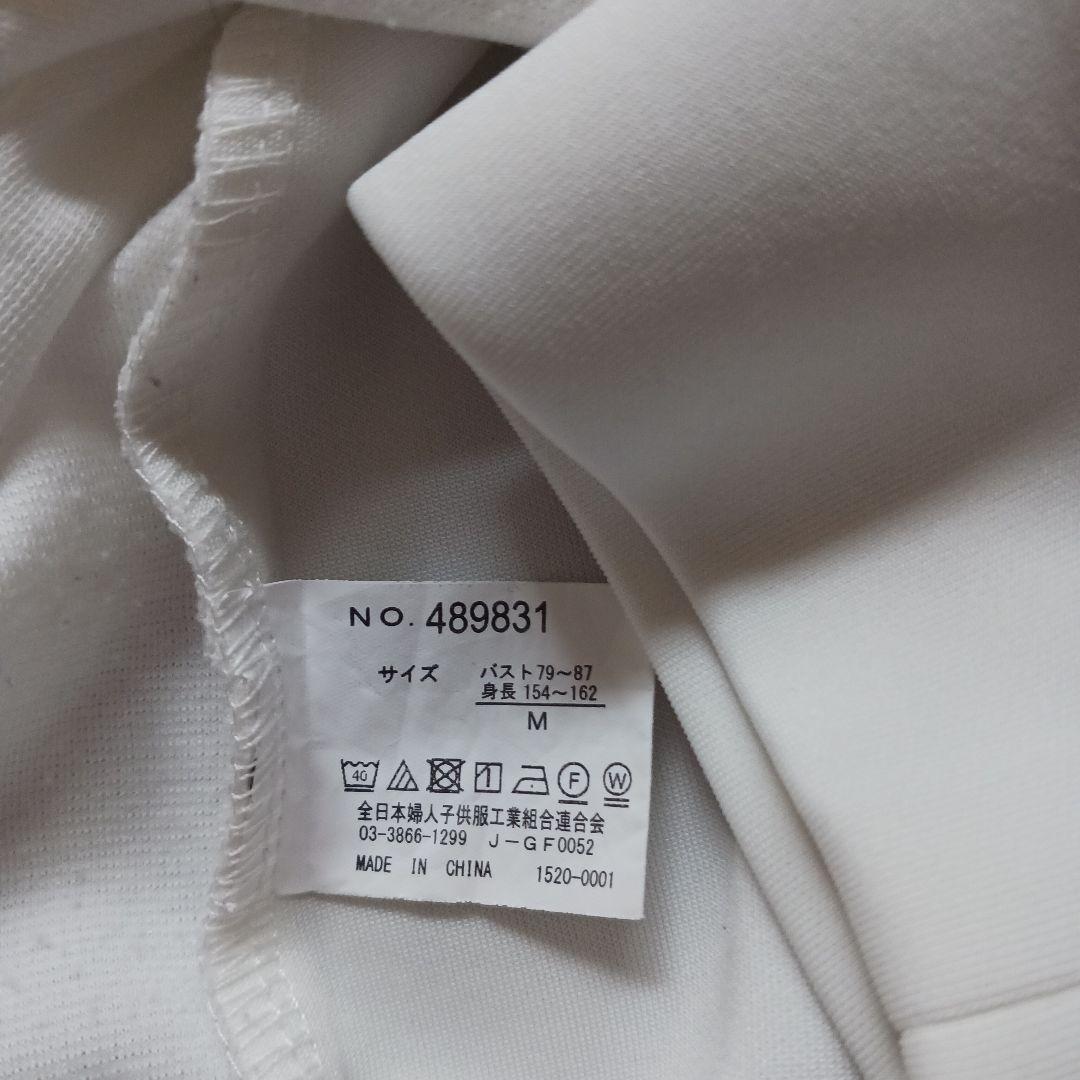 NO. 489831
サイズ
バスト79～87
身長 154～162
M
40 F W
全日本婦人子供服工業組合連合会
03-3866-1299 J-GF0052
MADE IN CHINA 1520-0001